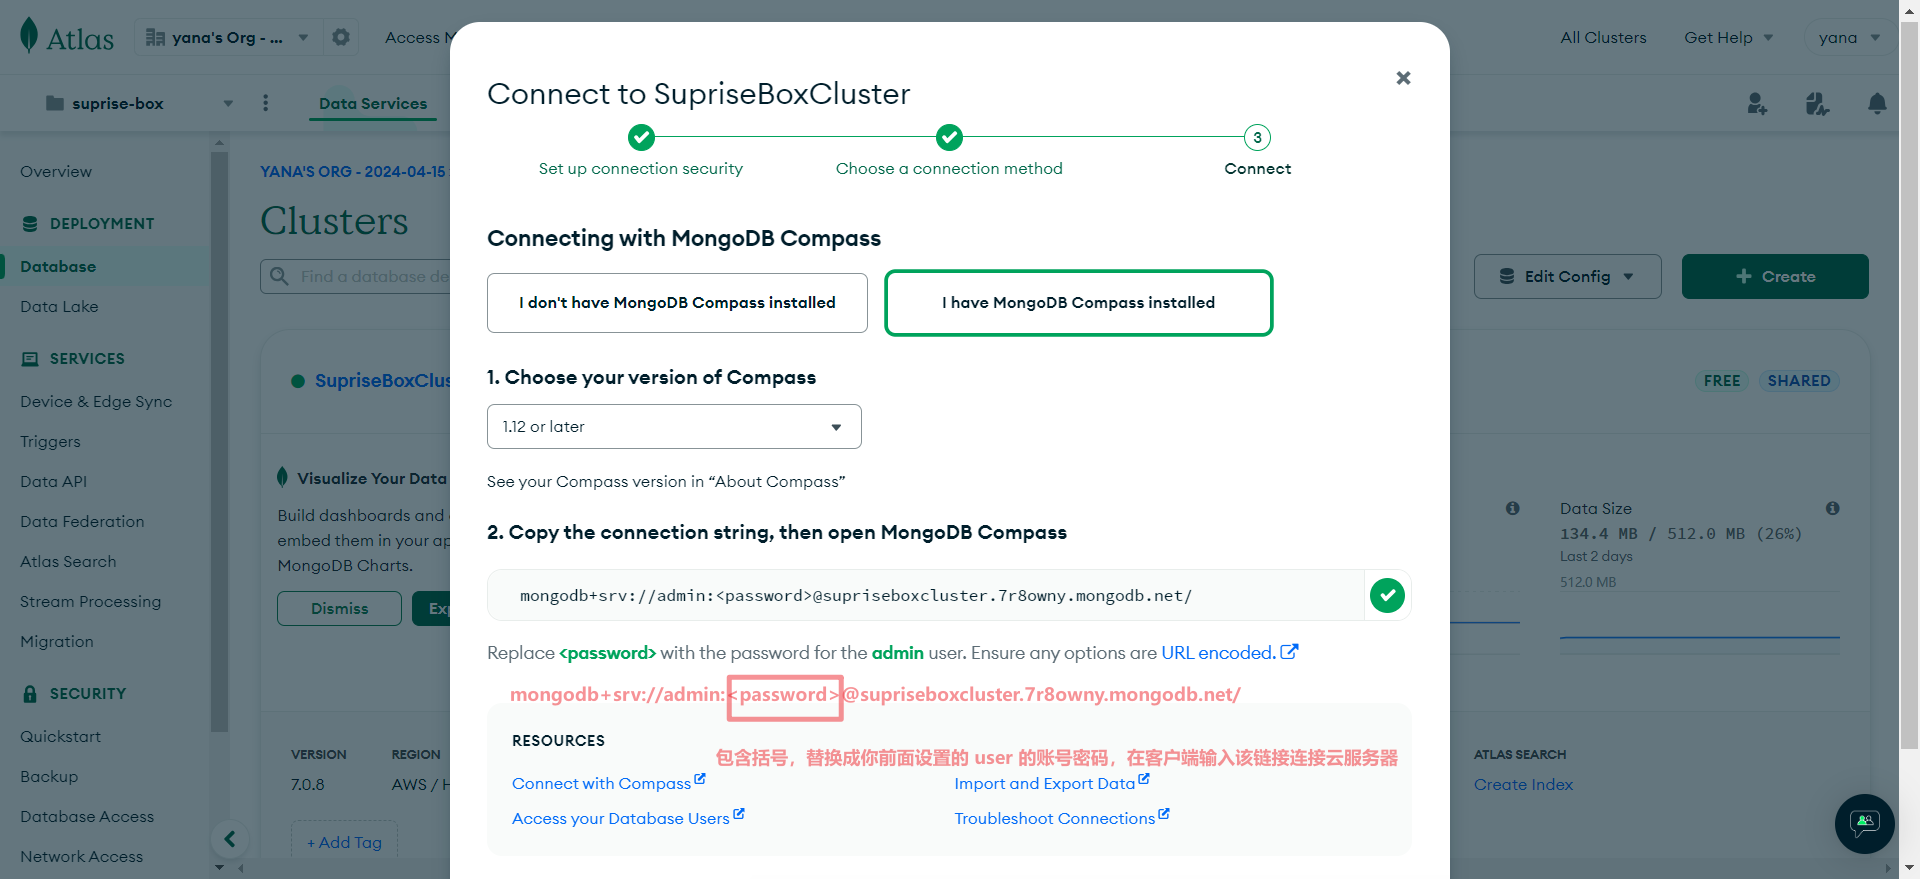 Atlas
yana's Org - ...
Access M
All Clusters
Get Help
yana
suprise-box
Data Services
Overview
DEPLOYMENT
Database
Data Lake
SERVICES
Device & Edge Sync
Triggers
Data API
Data Federation
Atlas Search
Stream Processing
Migration
SECURITY
Quickstart
Backup
Database Access
Network Access
YANA'S ORG - 2024-04-15
Clusters
Find a database de
Edit Config
+ Create
SupriseBoxClus
FREE
SHARED
Visualize Your Data
Build dashboards and
embed them in your ap
MongoDB Charts.
Dismiss
Exp
VERSION
REGION
7.0.8
AWS / H
+ Add Tag
Connect to SupriseBoxCluster
3
Set up connection security
Choose a connection method
Connect
Connecting with MongoDB Compass
I don't have MongoDB Compass installed
I have MongoDB Compass installed
1. Choose your version of Compass
1.12 or later
See your Compass version in “About Compass”
2. Copy the connection string, then open MongoDB Compass
mongodb+srv://admin:<password>@supriseboxcluster.7r8owny.mongodb.net/
Replace <password> with the password for the admin user. Ensure any options are URL encoded.
mongodb+srv://admin:<password>@supriseboxcluster.7r8owny.mongodb.net/
RESOURCES
包含括号，替换成你前面设置的 user 的账号密码，在客户端输入该链接连接云服务器
Connect with Compass
Import and Export Data
Access your Database Users
Troubleshoot Connections
Data Size
134.4 MB / 512.0 MB (26%)
Last 2 days
512.0 MB
ATLAS SEARCH
Create Index